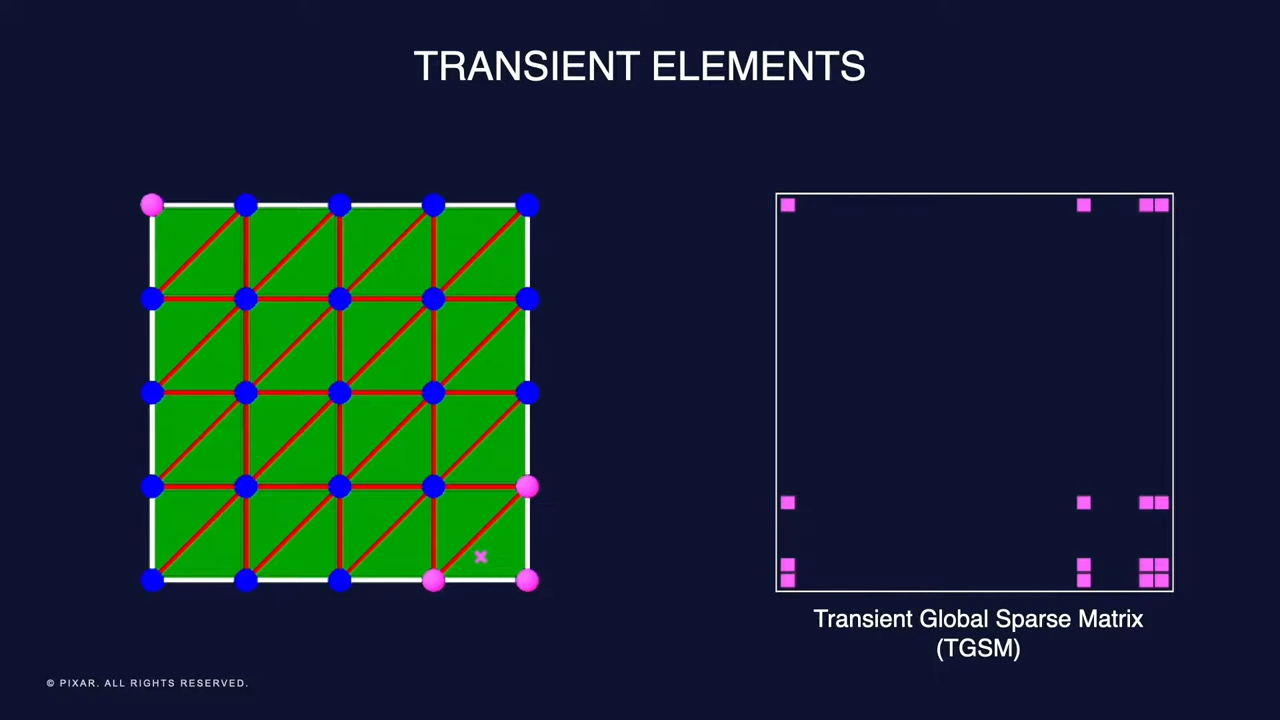 TRANSIENT ELEMENTS
Transient Global Sparse Matrix
(TGSM)
© PIXAR. ALL RIGHTS RESERVED.